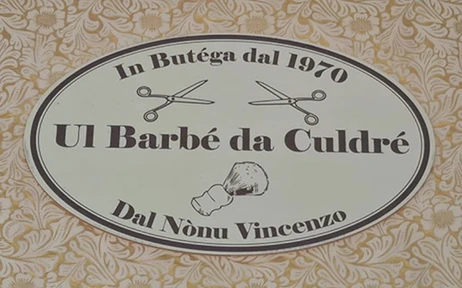 In Butéga dal 1970
Ul Barbé da Culdré
Dal Nònu Vincenzo